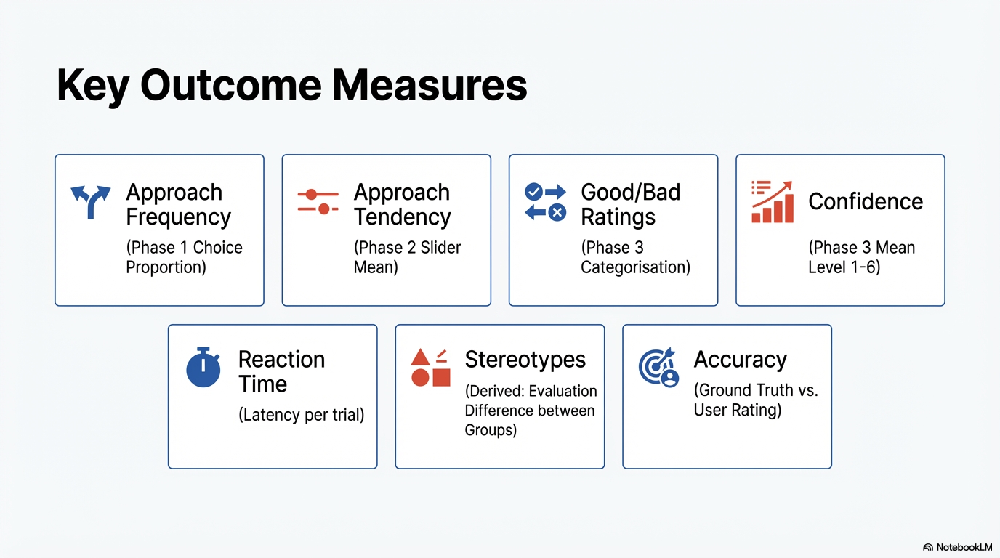 Key Outcome Measures
Approach
Frequency
(Phase 1 Choice
Proportion)
Approach
Tendency
(Phase 2 Slider
Mean)
Good/Bad
Ratings
(Phase 3
Categorisation)
Confidence
(Phase 3 Mean
Level 1-6)
Reaction
Time
(Latency per trial)
Stereotypes
(Derived: Evaluation
Difference between
Groups)
Accuracy
(Ground Truth vs.
User Rating)
NotebookLM